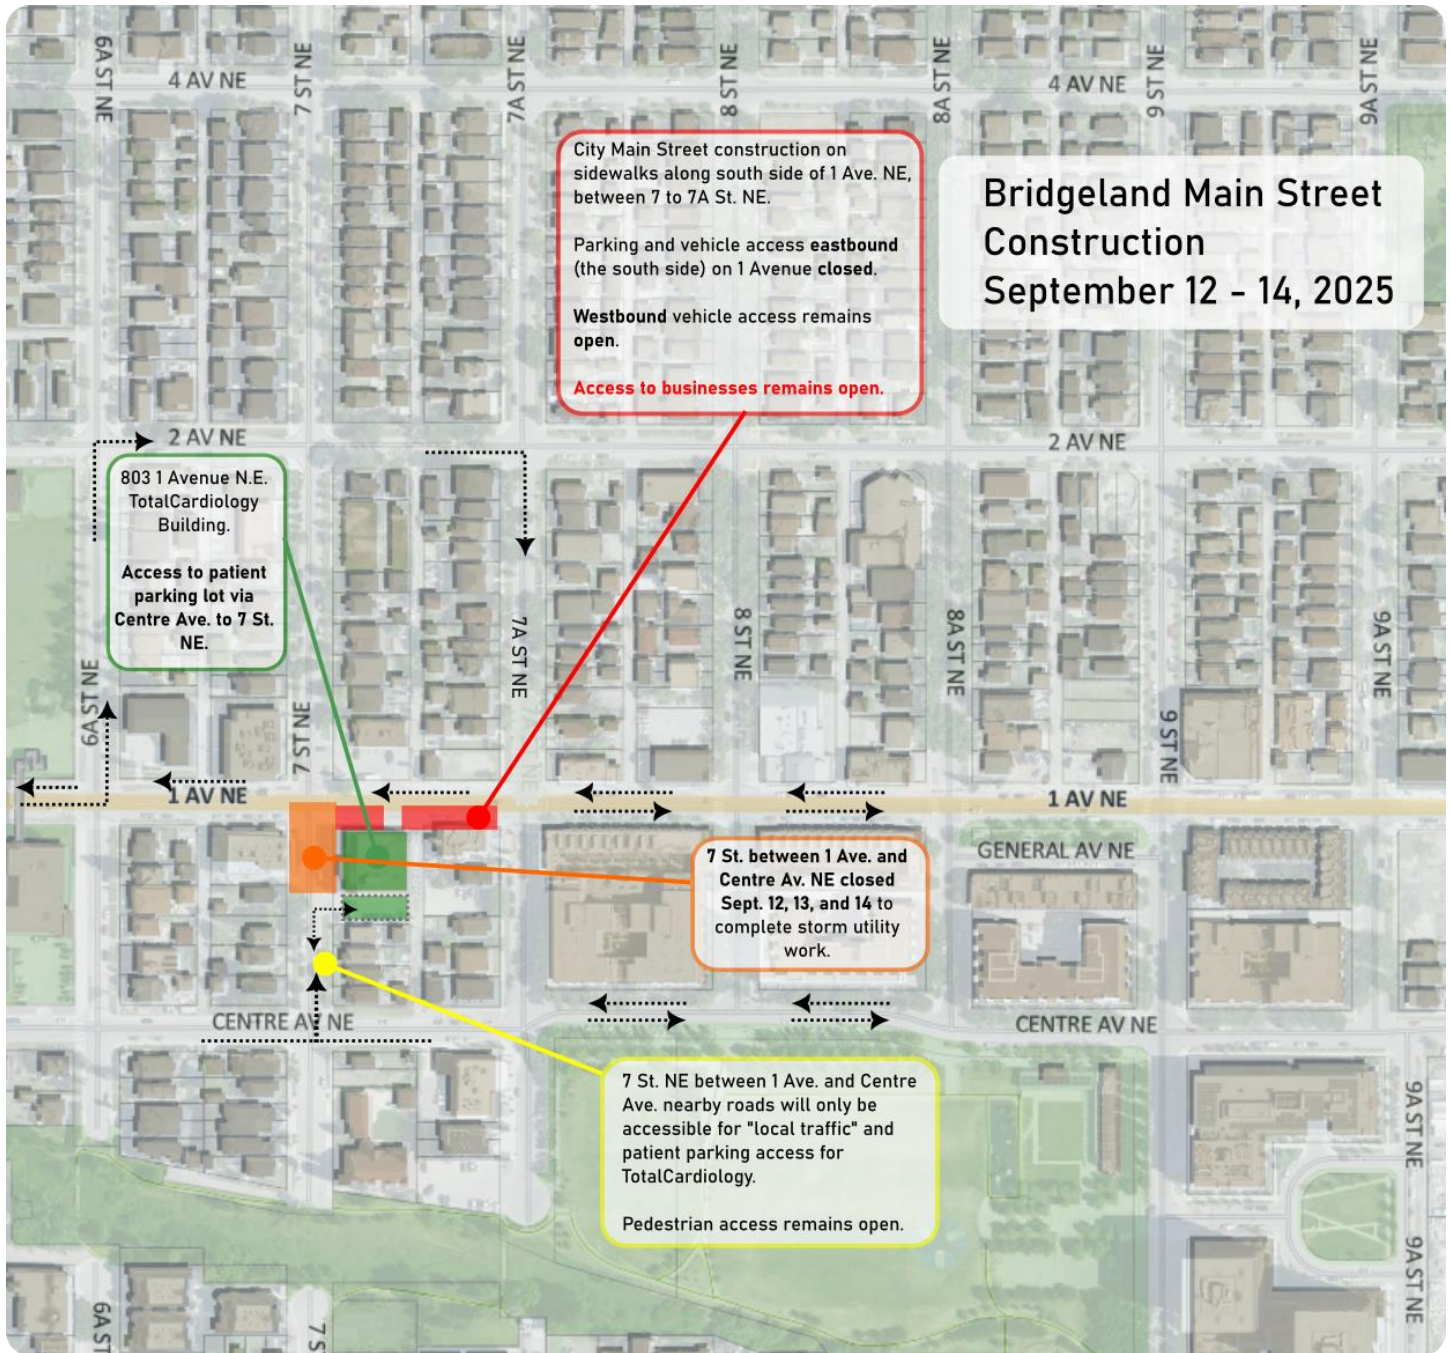 6A ST NE
4 AV NE
7 ST NE
7A ST NE
8 ST NE
8A ST NE
4 AV NE
9 ST NE
9A ST NE
Bridgeland Main Street
Construction
September 12 - 14, 2025
City Main Street construction on
sidewalks along south side of 1 Ave. NE,
between 7 to 7A St. NE.
Parking and vehicle access eastbound
(the south side) on 1 Avenue closed.
Westbound vehicle access remains
open.
Access to businesses remains open.
2 AV NE
2 AV NE
803 1 Avenue N.E.
TotalCardiology
Building.
Access to patient
parking lot via
Centre Ave. to 7 St.
NE.
6A ST NE
7 ST NE
7A ST NE
8 ST NE
8A ST NE
9 ST NE
9A ST NE
1 AV NE
1 AV NE
GENERAL AV NE
7 St. between 1 Ave. and
Centre Av. NE closed
Sept. 12, 13, and 14 to
complete storm utility
work.
CENTRE AV NE
CENTRE AV NE
7 St. NE between 1 Ave. and Centre
Ave. nearby roads will only be
accessible for "local traffic" and
patient parking access for
TotalCardiology.
Pedestrian access remains open.
9A ST NE
9A ST NE
6A ST
7 S